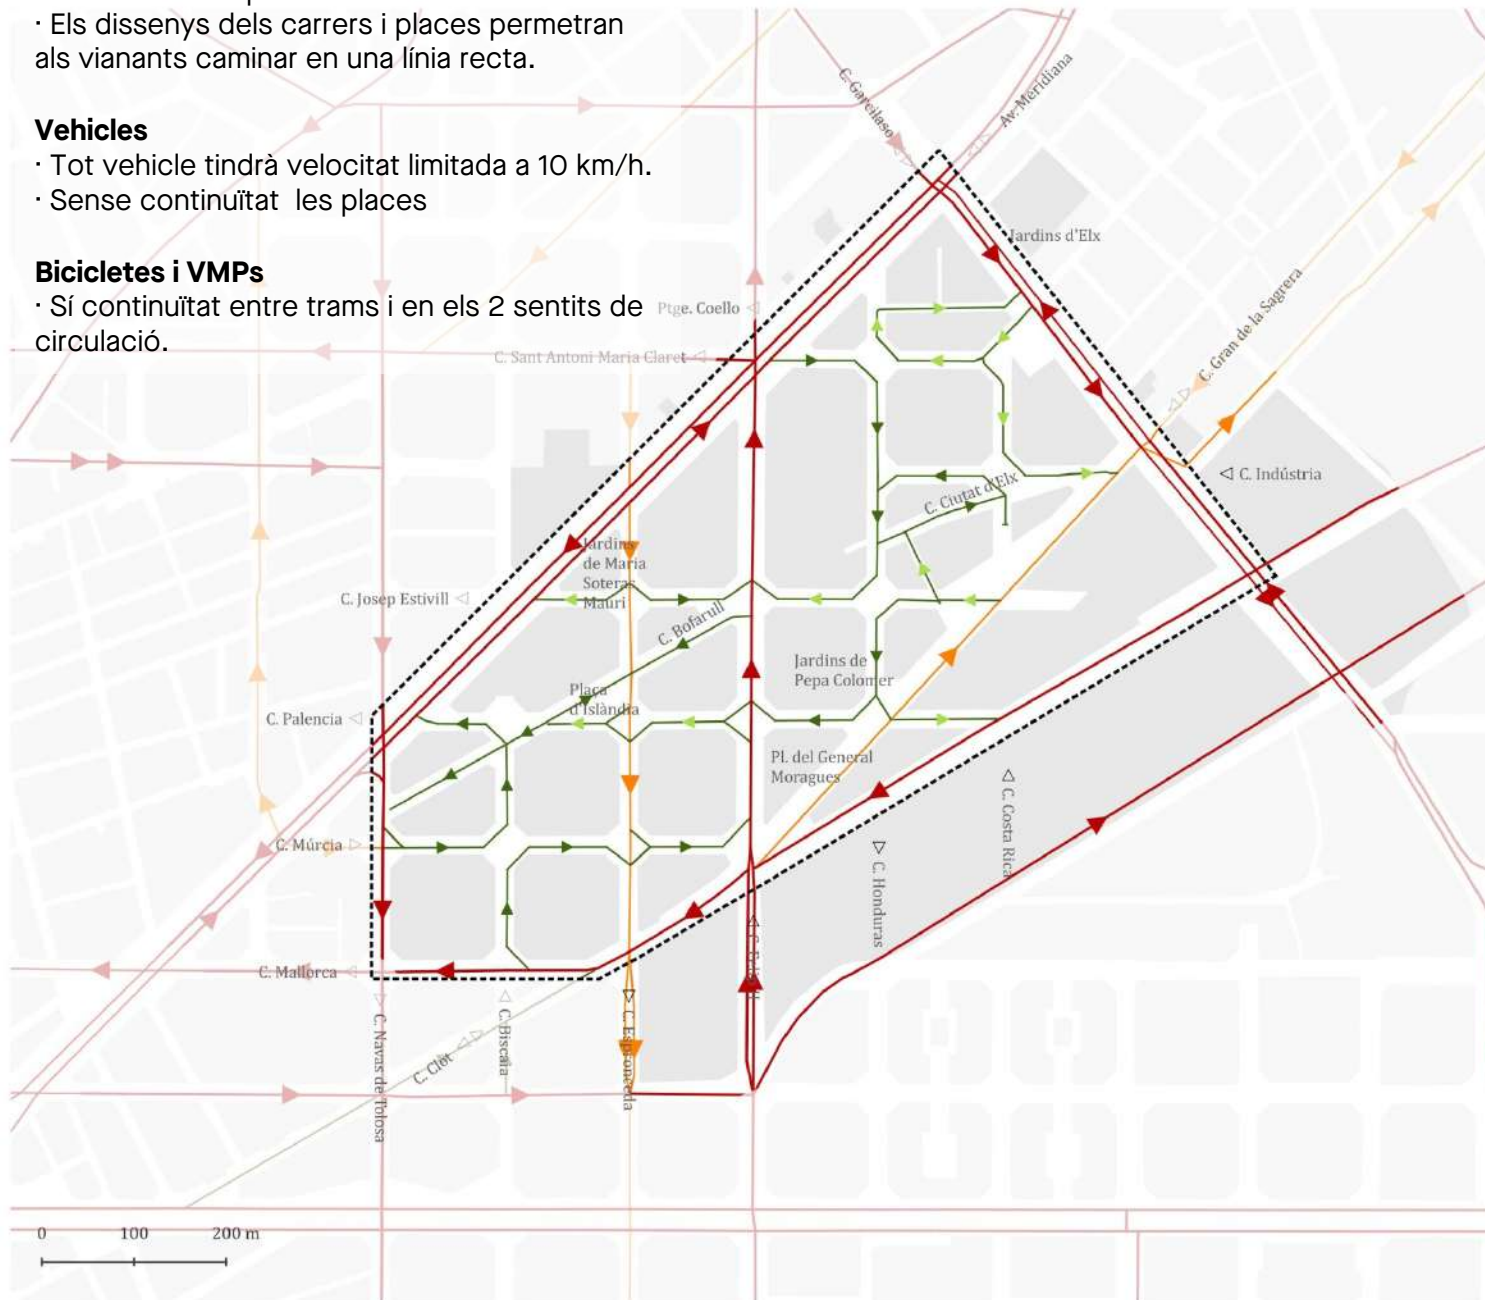 · Els dissenys dels carrers i places permetran
als vianants caminar en una línia recta.
Vehicles
· Tot vehicle tindrà velocitat limitada a 10 km/h.
· Sense continuïtat  les places
Bicicletes i VMPs
· Sí continuïtat entre trams i en els 2 sentits de
circulació.
C. Garcilaso
Av. Meridiana
Jardins d'Elx
C. Gran de la Sagrera
Ptge. Coello
C. Sant Antoni Maria Claret
C. Indústria
C. Ciutat d'Elx
Jardins
de Maria
Soteras
Mauri
C. Josep Estivill
C. Bofarull
Jardins de
Pepa Colomer
Plaça
d'Islàndia
C. Palencia
Pl. del General
Moragues
C. Múrcia
C. Costa Rica
C. Honduras
C. Mallorca
C. Navas de Tolosa
C. Clot
C. Biscaia
C. Espronceda
0 100 200 m